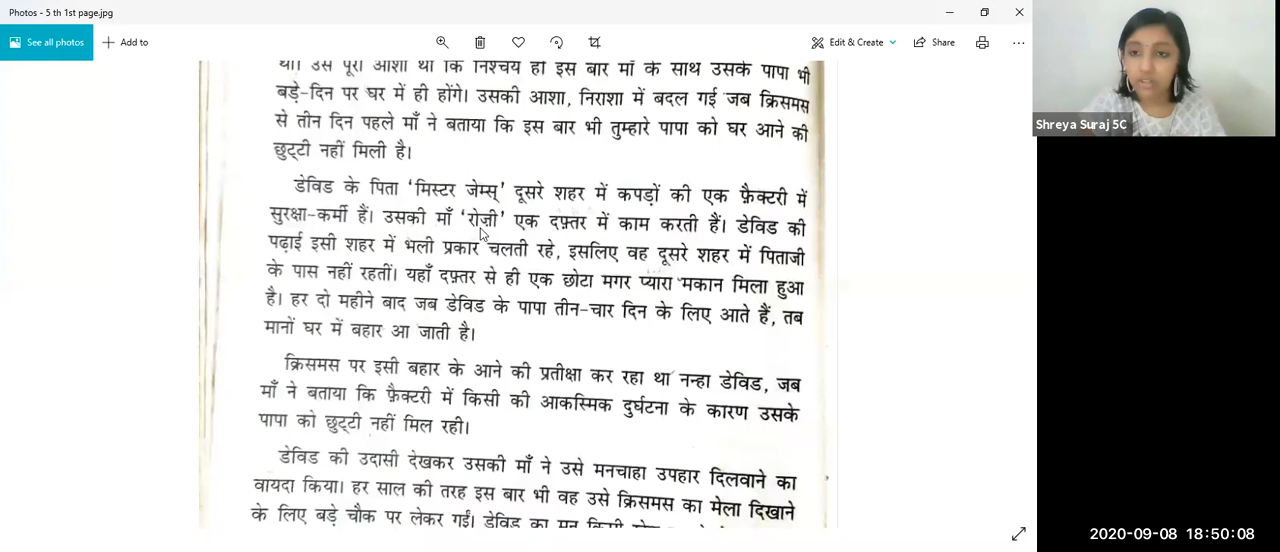 Photos - 5 th 1st page.jpg
See all photos
Add to
Edit & Create
Share
था। उसे पूरी आशा थी कि निश्चय ही इस बार माँ के साथ उसके पापा भी
बड़े-दिन पर घर में ही होंगे। उसकी आशा, निराशा में बदल गई जब क्रिसमस
से तीन दिन पहले माँ ने बताया कि इस बार भी तुम्हारे पापा को घर आने की
छुट्टी नहीं मिली है।
डेविड के पिता 'मिस्टर जेम्स्' दूसरे शहर में कपड़ों की एक फ़ैक्टरी में
सुरक्षा-कर्मी हैं। उसकी माँ 'रोज़ी' एक दफ़्तर में काम करती हैं। डेविड की
पढ़ाई इसी शहर में भली प्रकार चलती रहे, इसलिए वह दूसरे शहर में पिताजी
के पास नहीं रहतीं। यहाँ दफ़्तर से ही एक छोटा मगर प्यारा मकान मिला हुआ
है। हर दो महीने बाद जब डेविड के पापा तीन-चार दिन के लिए आते हैं, तब
मानों घर में बहार आ जाती है।
क्रिसमस पर इसी बहार के आने की प्रतीक्षा कर रहा था नन्हा डेविड, जब
माँ ने बताया कि फ़ैक्टरी में किसी की आकस्मिक दुर्घटना के कारण उसके
पापा को छुट्टी नहीं मिल रही।
डेविड की उदासी देखकर उसकी माँ ने उसे मनचाहा उपहार दिलवाने का
वायदा किया। हर साल की तरह इस बार भी वह उसे क्रिसमस का मेला दिखाने
के लिए बड़े चौक पर लेकर गईं। डेविड का मन किसी
Shreya Suraj 5C
2020-09-08 18:50:08